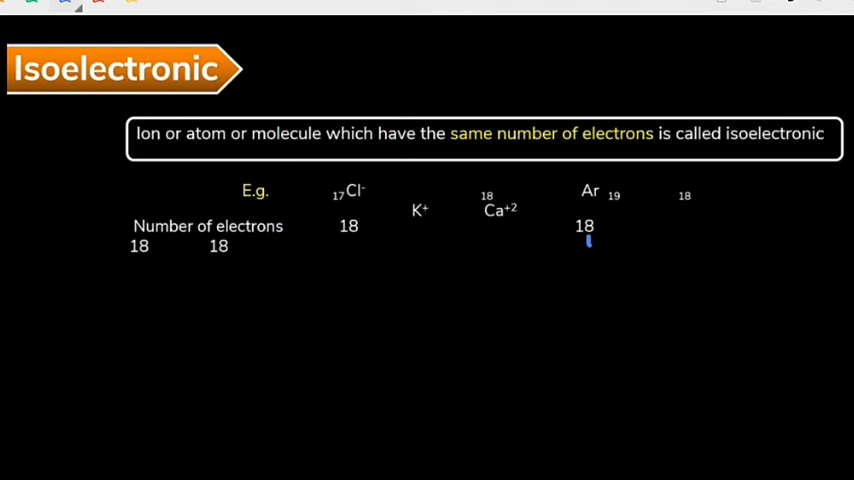 Isoelectronic
Ion or atom or molecule which have the same number of electrons is called isoelectronic
E.g. ₁₇Cl⁻ ₁₈ Ar ₁₉ ₁₈
K⁺ Ca⁺²
Number of electrons 18 18
18 18